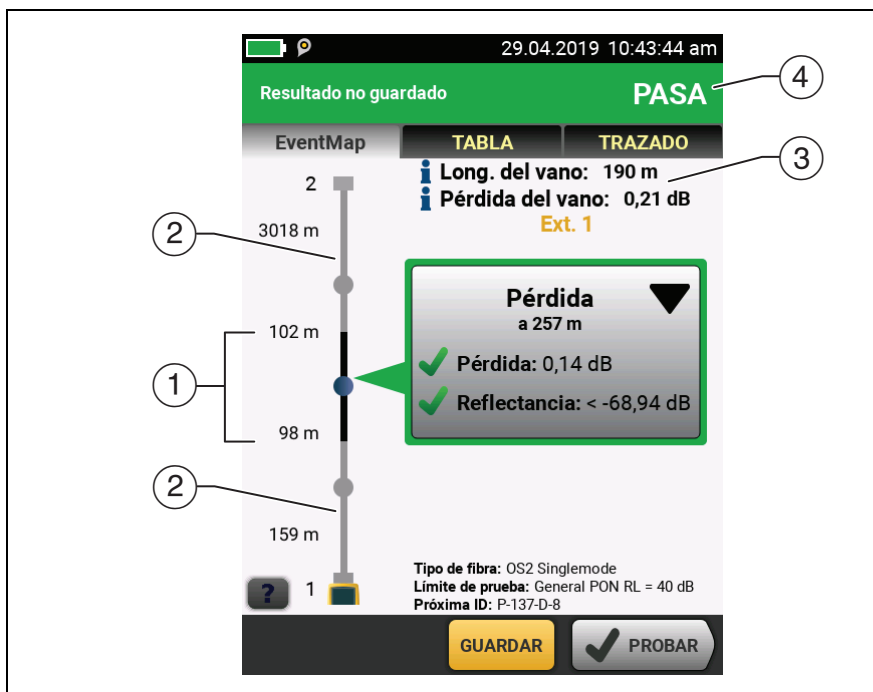 29.04.2019 10:43:44 am
Resultado no guardado
PASA
4
EventMap
TABLA
TRAZADO
Long. del vano: 190 m
3
Pérdida del vano: 0,21 dB
Ext. 1
2
3018 m
2
102 m
1
98 m
2
159 m
1
Pérdida
a 257 m
Pérdida: 0,14 dB
Reflectancia: < -68,94 dB
Tipo de fibra: OS2 Singlemode
Límite de prueba: General PON RL = 40 dB
Próxima ID: P-137-D-8
?
GUARDAR
PROBAR